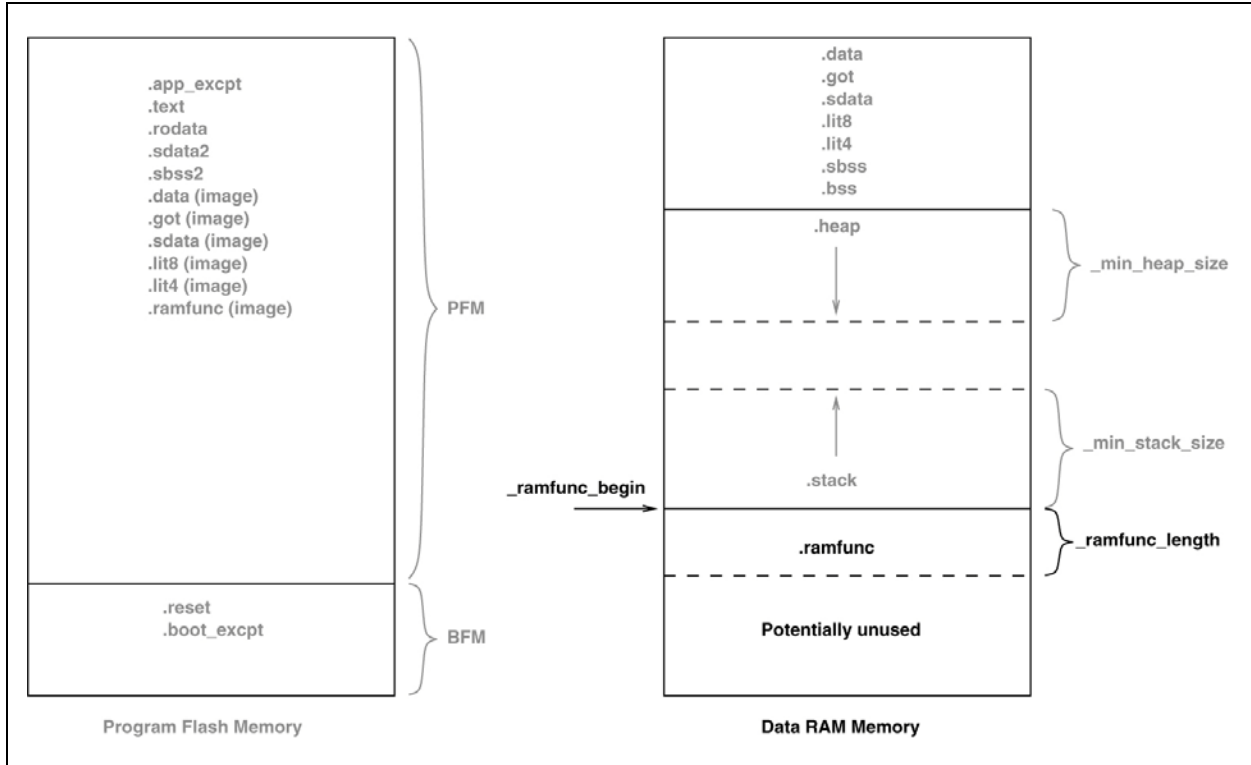 .app_excpt
.text
.rodata
.sdata2
.sbss2
.data (image)
.got (image)
.sdata (image)
.lit8 (image)
.lit4 (image)
.ramfunc (image)
PFM
.reset
.boot_excpt
BFM
Program Flash Memory
.data
.got
.sdata
.lit8
.lit4
.sbss
.bss
.heap
_min_heap_size
_min_stack_size
.stack
_ramfunc_begin
.ramfunc
_ramfunc_length
Potentially unused
Data RAM Memory